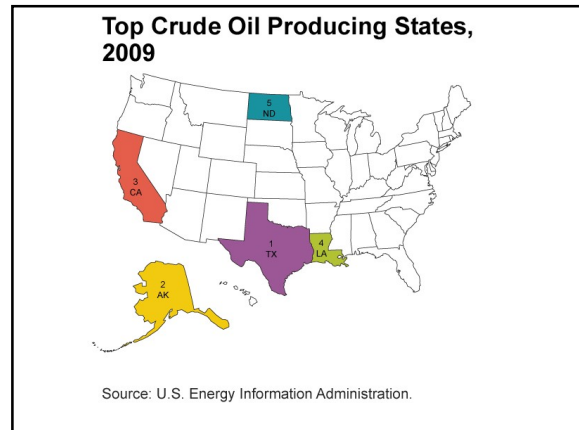 Top Crude Oil Producing States,
2009
5
ND
3
CA
1
TX
4
LA
2
AK
Source: U.S. Energy Information Administration.